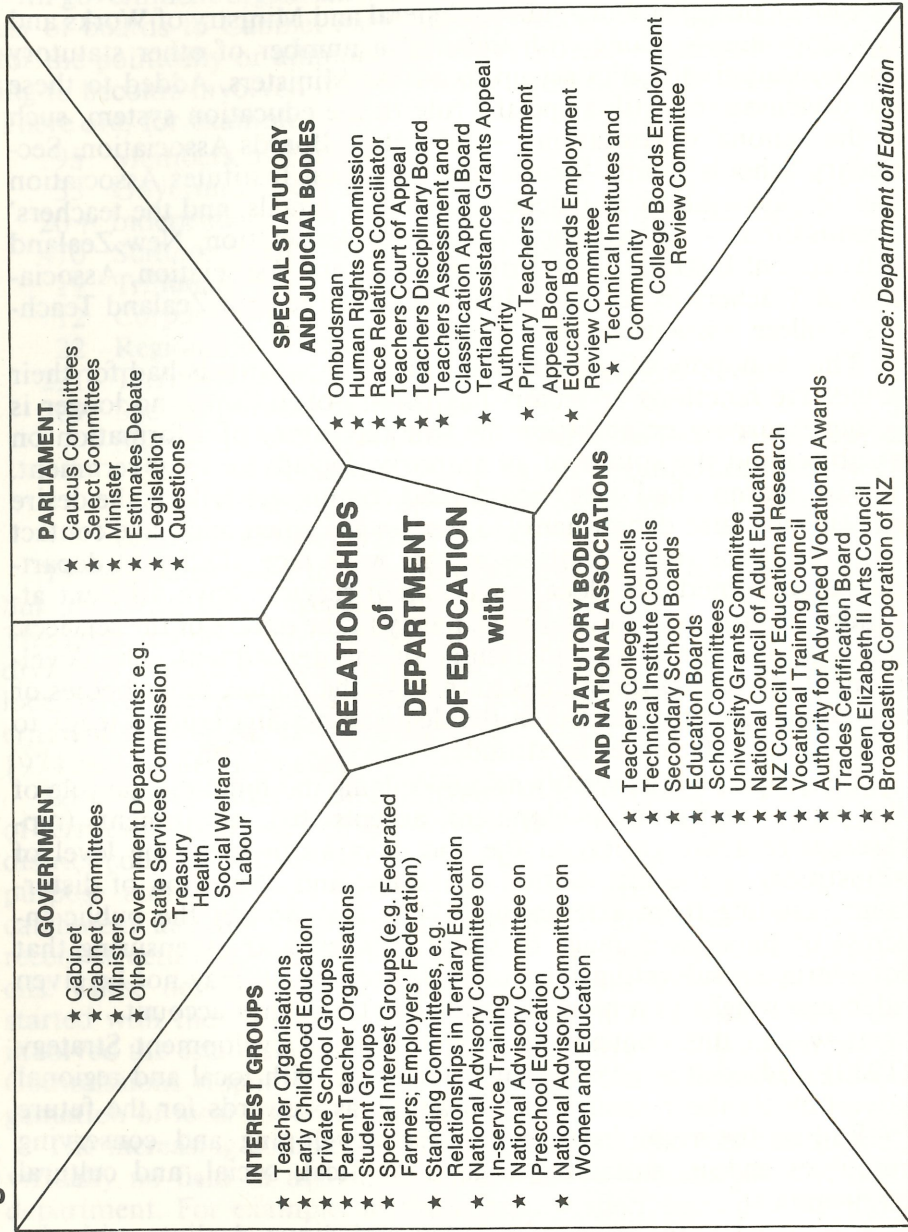 GOVERNMENT
★ Cabinet
★ Cabinet Committees
★ Ministers
★ Other Government Departments: e.g.
State Services Commission
Treasury
Health
Social Welfare
Labour
PARLIAMENT
★ Caucus Committees
★ Select Committees
★ Minister
★ Estimates Debate
★ Legislation
★ Questions
INTEREST GROUPS
★ Teacher Organisations
★ Early Childhood Education
★ Private School Groups
★ Parent-Teacher Organisations
★ Student Groups
★ Special Interest Groups (e.g. Federated
Farmers; Employers' Federation)
★ Standing Committees, e.g.
Relationships in Tertiary Education
★ National Advisory Committee on
In-service Training
★ National Advisory Committee on
Preschool Education
★ National Advisory Committee on
Women and Education
RELATIONSHIPS
of
DEPARTMENT
OF EDUCATION
with
SPECIAL STATUTORY
AND JUDICIAL BODIES
★ Ombudsman
★ Human Rights Commission
★ Race Relations Conciliator
★ Teachers Court of Appeal
★ Teachers Disciplinary Board
★ Teachers Assessment and
Classification Appeal Board
★ Tertiary Assistance Grants Appeal
Authority
★ Primary Teachers Appointment
Appeal Board
★ Education Boards Employment
Review Committee
★ Technical Institutes and
Community
College Boards Employment
Review Committee
STATUTORY BODIES
AND NATIONAL ASSOCIATIONS
★ Teachers College Councils
★ Technical Institute Councils
★ Secondary School Boards
★ Education Boards
★ School Committees
★ University Grants Committee
★ National Council of Adult Education
★ NZ Council for Educational Research
★ Vocational Training Council
★ Authority for Advanced Vocational Awards
★ Trades Certification Board
★ Queen Elizabeth II Arts Council
★ Broadcasting Corporation of NZ
Source: Department of Education